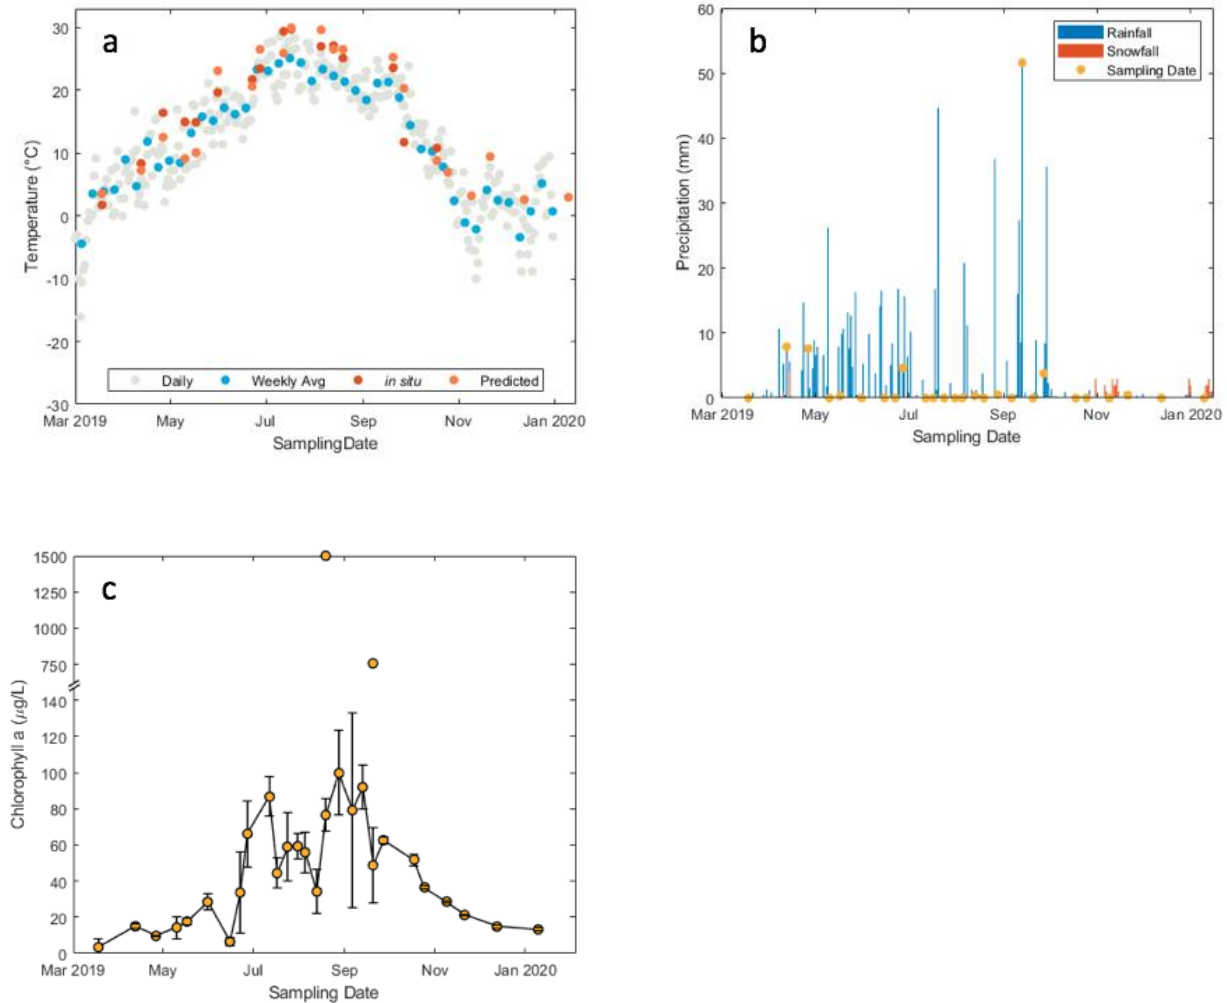 a
30
20
10
0
-10
-20
-30
Temperature (°C)
Daily Weekly Avg in situ Predicted
Mar 2019 May Jul Sep Nov Jan 2020
SamplingDate
b
60
50
40
30
20
10
0
Precipitation (mm)
Rainfall
Snowfall
Sampling Date
Mar 2019 May Jul Sep Nov Jan 2020
Sampling Date
c
1500
1250
1000
750
140
120
100
80
60
40
20
0
Chlorophyll a (μg/L)
Mar 2019 May Jul Sep Nov Jan 2020
Sampling Date